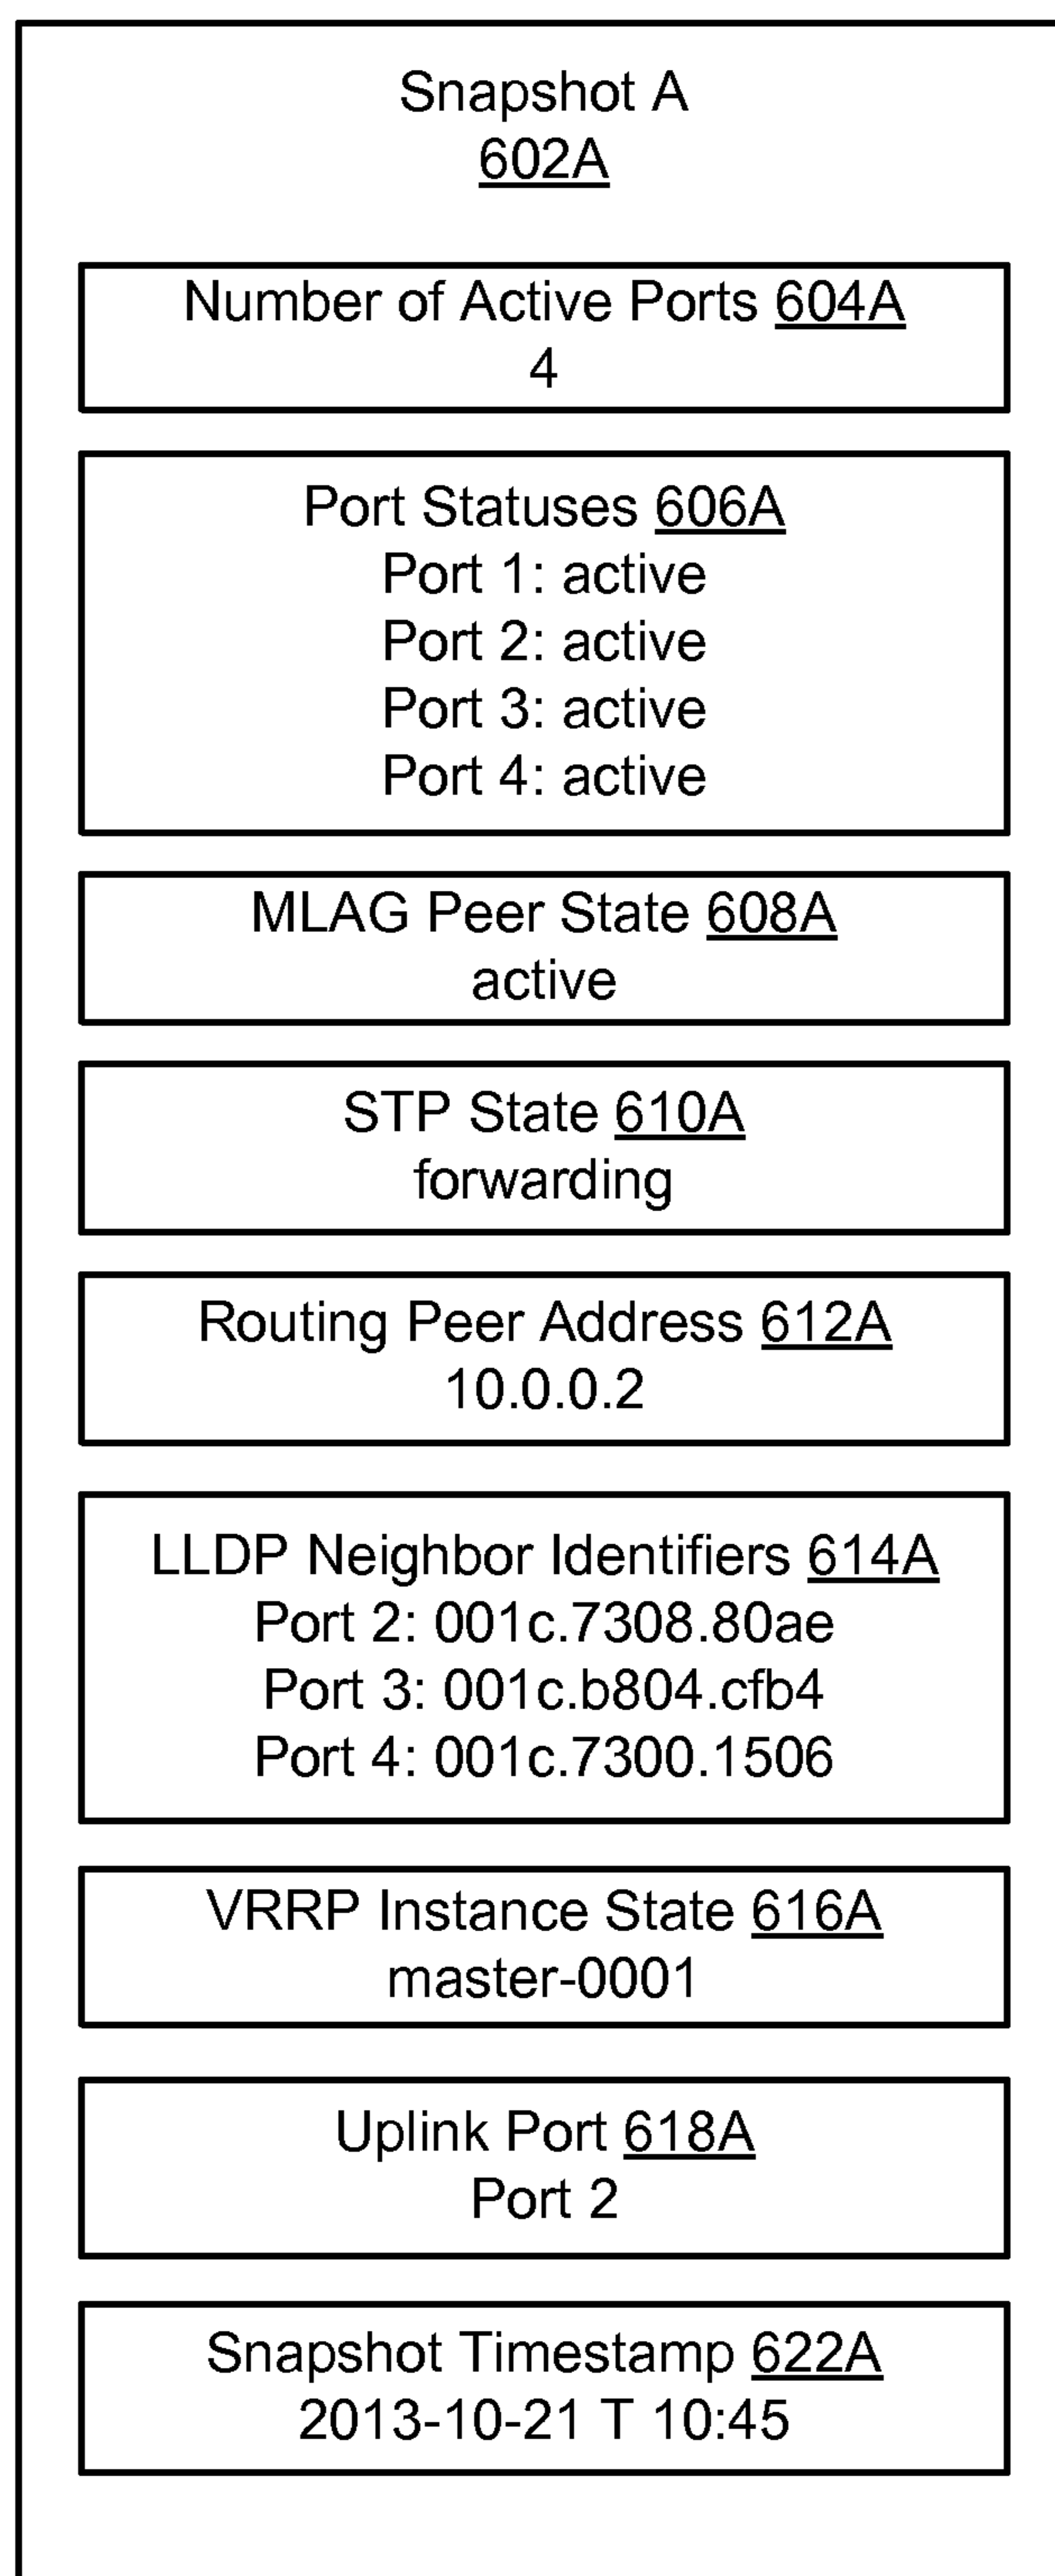 Snapshot A
602A
Number of Active Ports 604A
4
Port Statuses 606A
Port 1: active
Port 2: active
Port 3: active
Port 4: active
MLAG Peer State 608A
active
STP State 610A
forwarding
Routing Peer Address 612A
10.0.0.2
LLDP Neighbor Identifiers 614A
Port 2: 001c.7308.80ae
Port 3: 001c.b804.cfb4
Port 4: 001c.7300.1506
VRRP Instance State 616A
master-0001
Uplink Port 618A
Port 2
Snapshot Timestamp 622A
2013-10-21 T 10:45